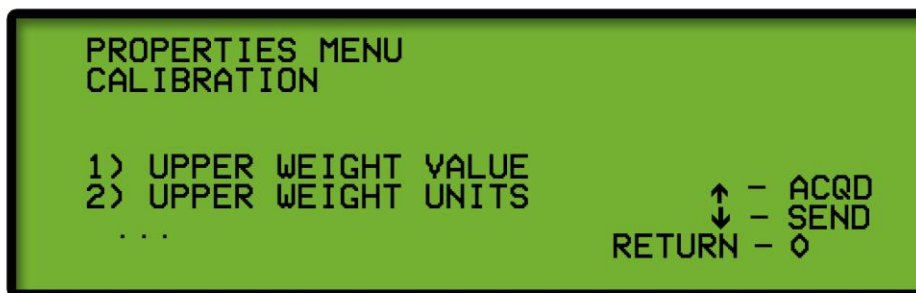 PROPERTIES MENU
CALIBRATION
1) UPPER WEIGHT VALUE
2) UPPER WEIGHT UNITS
...
↑ - ACQD
↓ - SEND
RETURN - 0